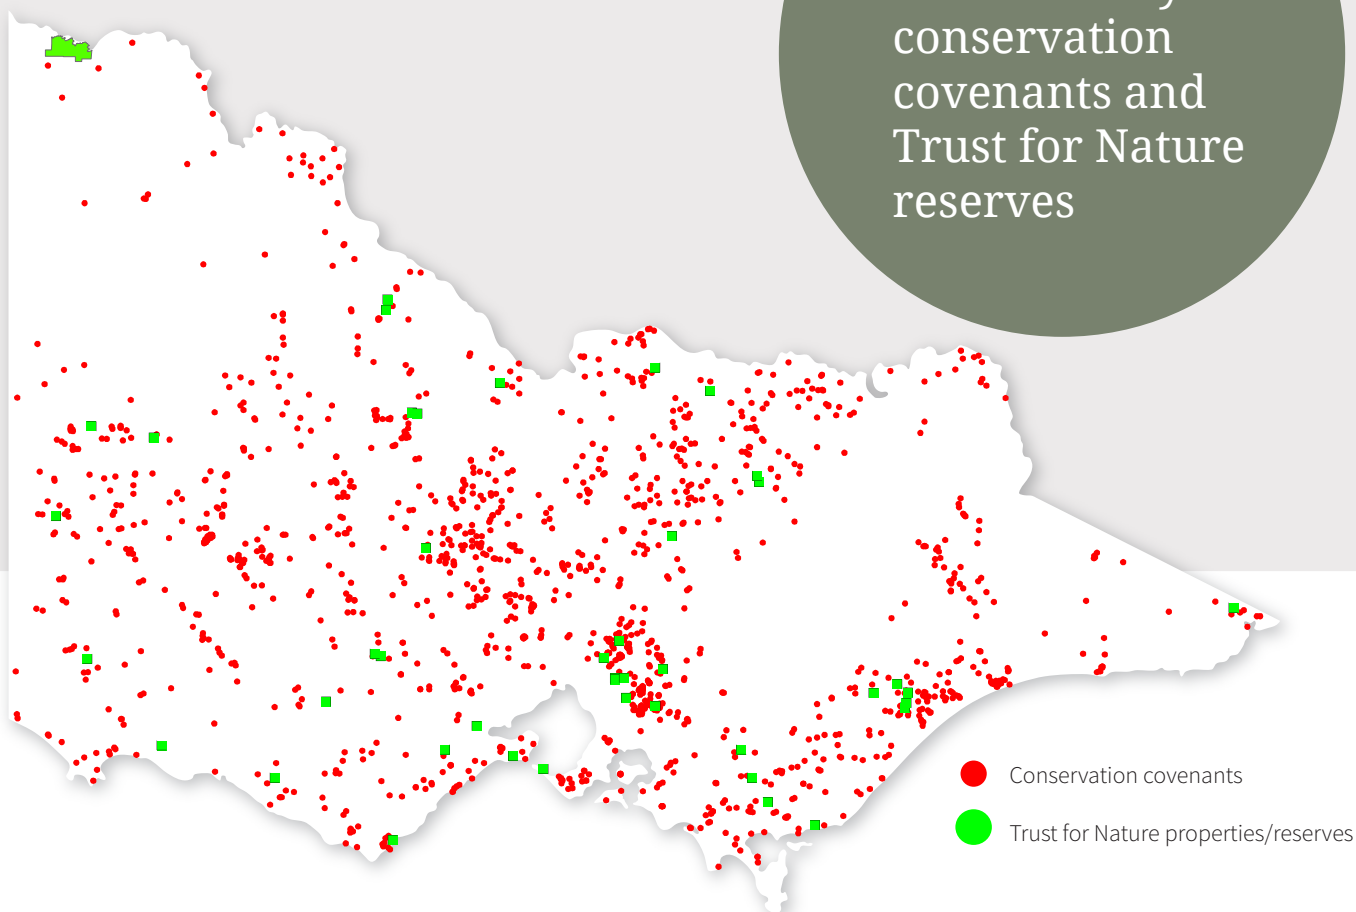 conservation
covenants and
Trust for Nature
reserves
Conservation covenants
Trust for Nature properties/reserves